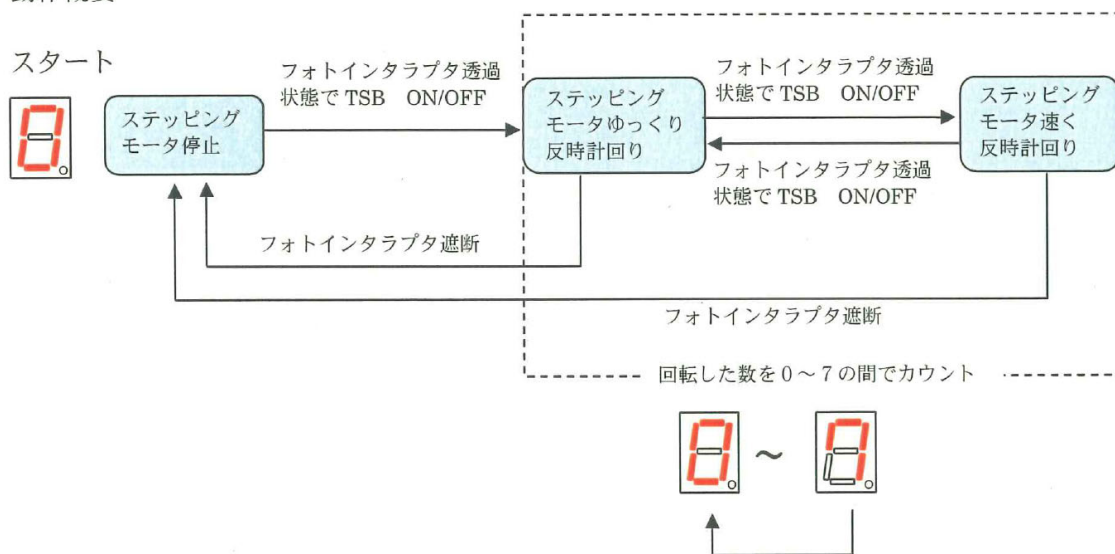 スタート
フォトインタラプタ透過
状態で TSB ON/OFF
フォトインタラプタ透過
状態で TSB ON/OFF
ステッピング
モータ停止
ステッピング
モータゆっくり
反時計回り
ステッピング
モータ速く
反時計回り
フォトインタラプタ透過
状態で TSB ON/OFF
フォトインタラプタ遮断
フォトインタラプタ遮断
回転した数を0～7の間でカウント
～